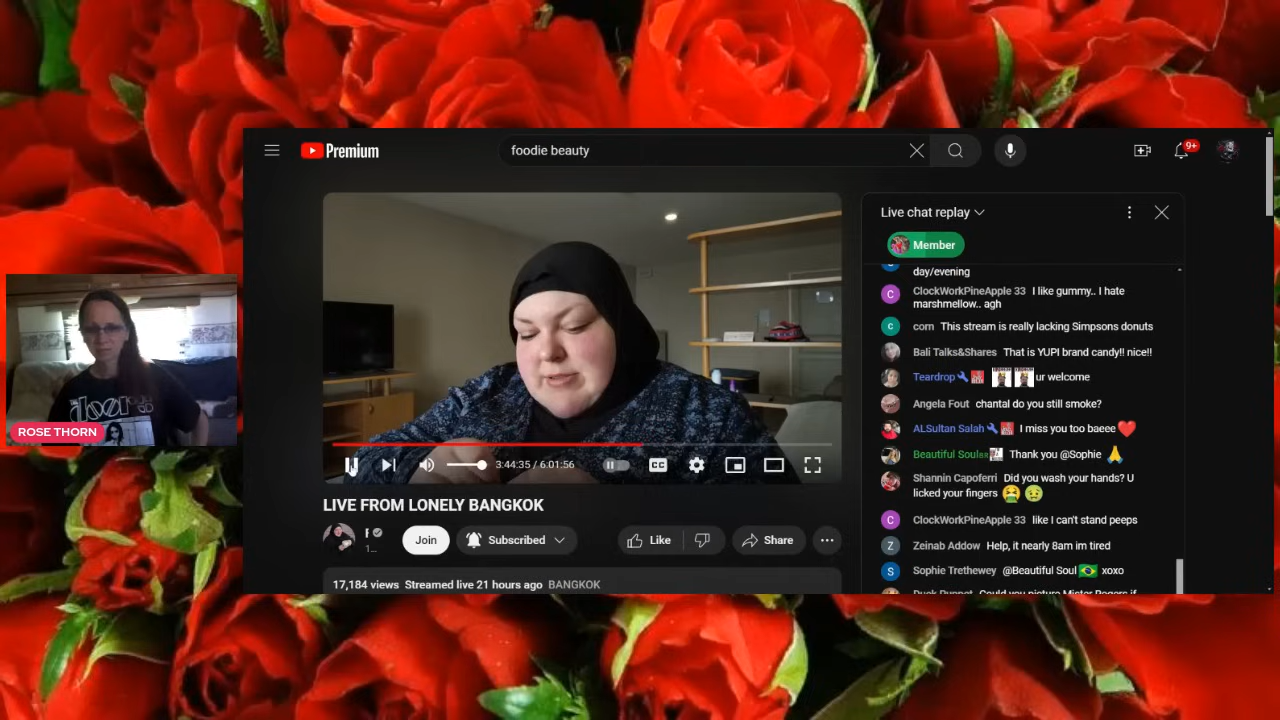 Premium
foodie beauty
9+
Live chat replay
Member
day/evening
ClockWorkPineApple 33 I like gummy.. I hate
marshmellow.. agh
corn This stream is really lacking Simpsons donuts
Bali Talks&Shares That is YUPI brand candy!! nice!!
Teardrop ur welcome
Angela Fout chantal do you still smoke?
ALSultan Salah I miss you too baeee
Beautiful Soul Thank you @Sophie
Shannin Capoferri Did you wash your hands? U
licked your fingers
ClockWorkPineApple 33 like I can't stand peeps
Zeinab Addow Help, it nearly 8am im tired
Sophie Trethewey @Beautiful Soul xoxo
ROSE THORN
3:44:35 / 6:01:56
CC
LIVE FROM LONELY BANGKOK
1...
Join
Subscribed
Like
Share
17,184 views Streamed live 21 hours ago BANGKOK